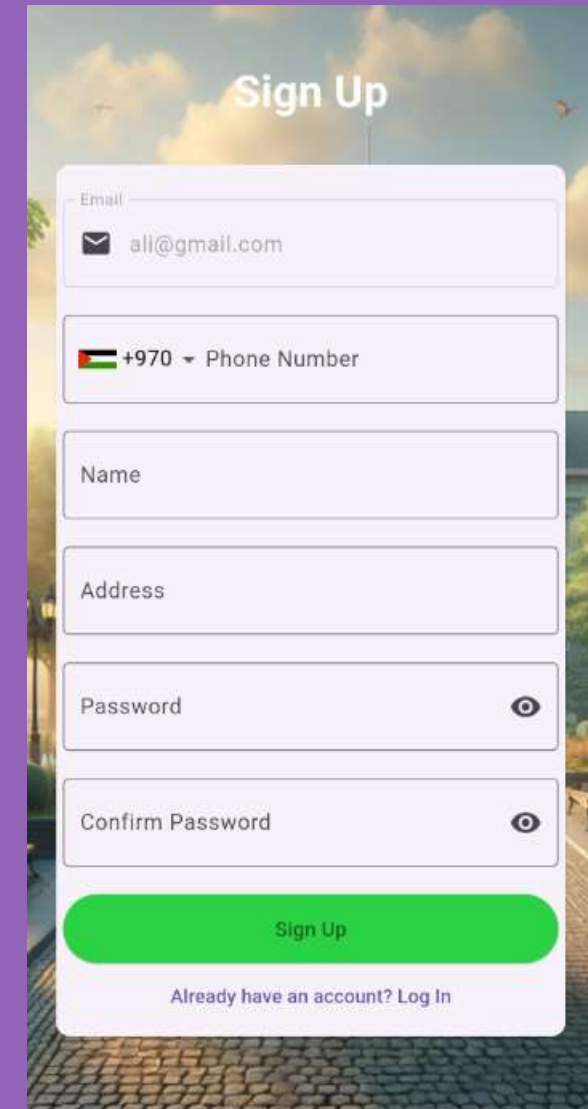 Sign Up
Email
ali@gmail.com
+970 Phone Number
Name
Address
Password
Confirm Password
Sign Up
Already have an account? Log In